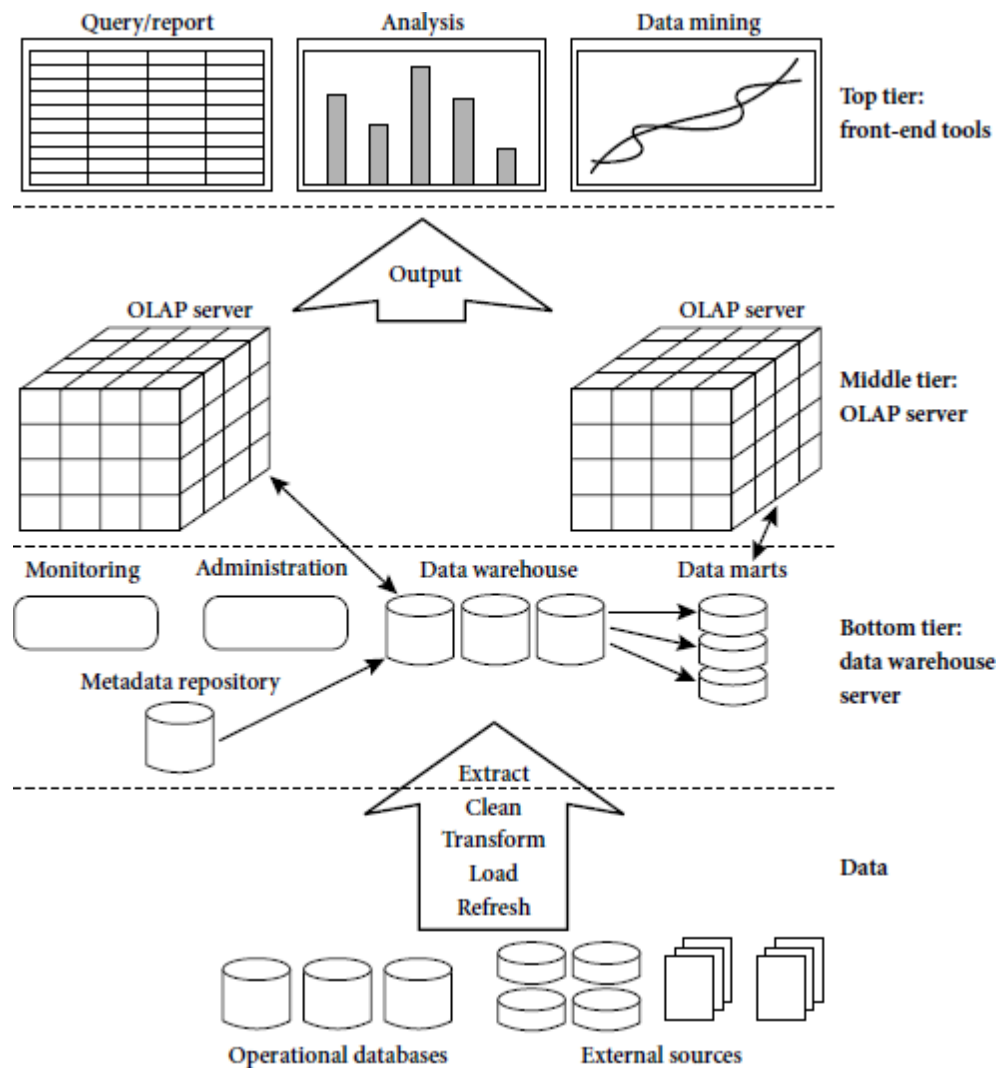 Query/report
Analysis
Data mining
Top tier:
front-end tools
Output
OLAP server
OLAP server
Middle tier:
OLAP server
Monitoring
Administration
Data warehouse
Data marts
Bottom tier:
data warehouse
server
Metadata repository
Extract
Clean
Transform
Load
Refresh
Data
Operational databases
External sources